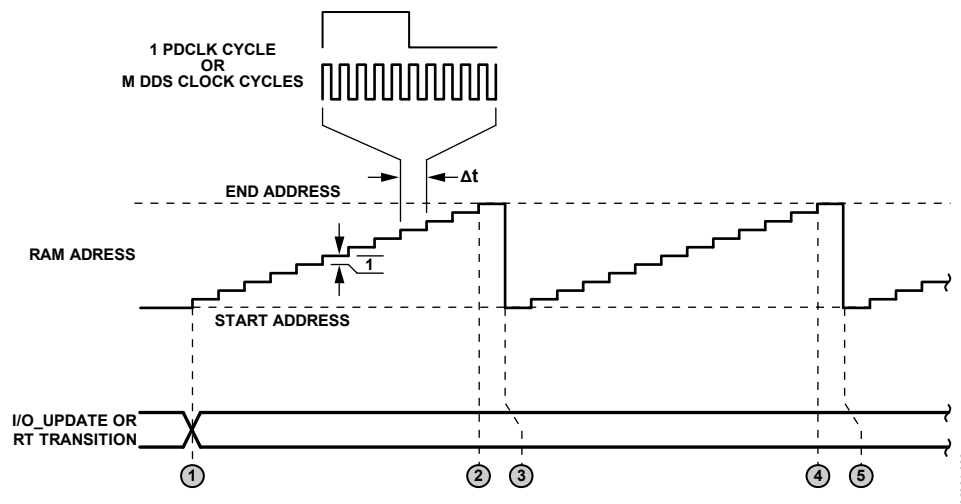 1 PDCLK CYCLE
OR
M DDS CLOCK CYCLES
Δt
END ADDRESS
RAM ADRESS
1
START ADDRESS
I/O_UPDATE OR
RT TRANSITION
1 2 3 4 5